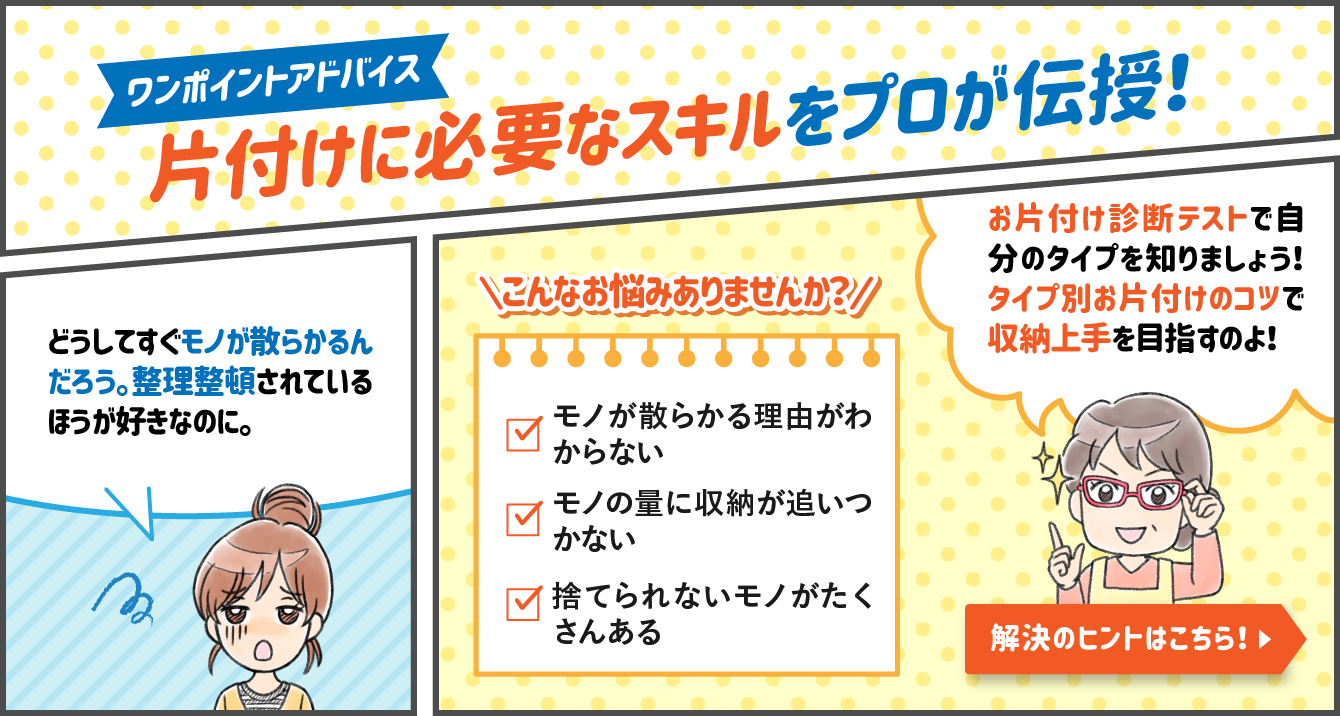 ワンポイントアドバイス
片付けに必要なスキルをプロが伝授!
どうしてすぐモノが散らかるん
だろう。整理整頓されている
ほうが好きなのに。
\こんなお悩みありませんか?//
モノが散らかる理由がわ
からない
モノの量に収納が追いつ
かない
捨てられないモノがたく
さんある
お片付け診断テストで自
分のタイプを知りましょう!
タイプ別お片付けのコツで
収納上手を目指すのよ!
解決のヒントはこちら!